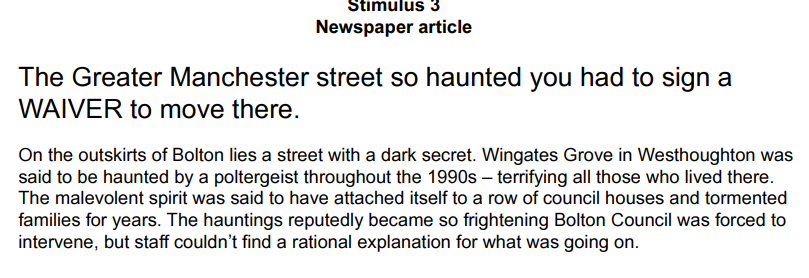 Stimulus 3
Newspaper article
The Greater Manchester street so haunted you had to sign a
WAIVER to move there.
On the outskirts of Bolton lies a street with a dark secret. Wingates Grove in Westhoughton was
said to be haunted by a poltergeist throughout the 1990s – terrifying all those who lived there.
The malevolent spirit was said to have attached itself to a row of council houses and tormented
families for years. The hauntings reputedly became so frightening Bolton Council was forced to
intervene, but staff couldn’t find a rational explanation for what was going on.